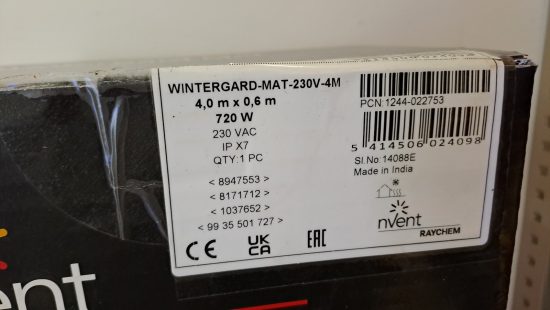 WINTERGARD-MAT-230V-4M
4,0 m x 0,6 m
720 W
230 VAC
IP X7
QTY:1 PC
< 8947553 >
< 8171712 >
< 1037652 >
< 99 35 501 727 >
CE
UK
CA
EAC
PCN:1244-022753
5 414506 024098
Sl.No:14088E
Made in India
nvent
RAYCHEM
ent